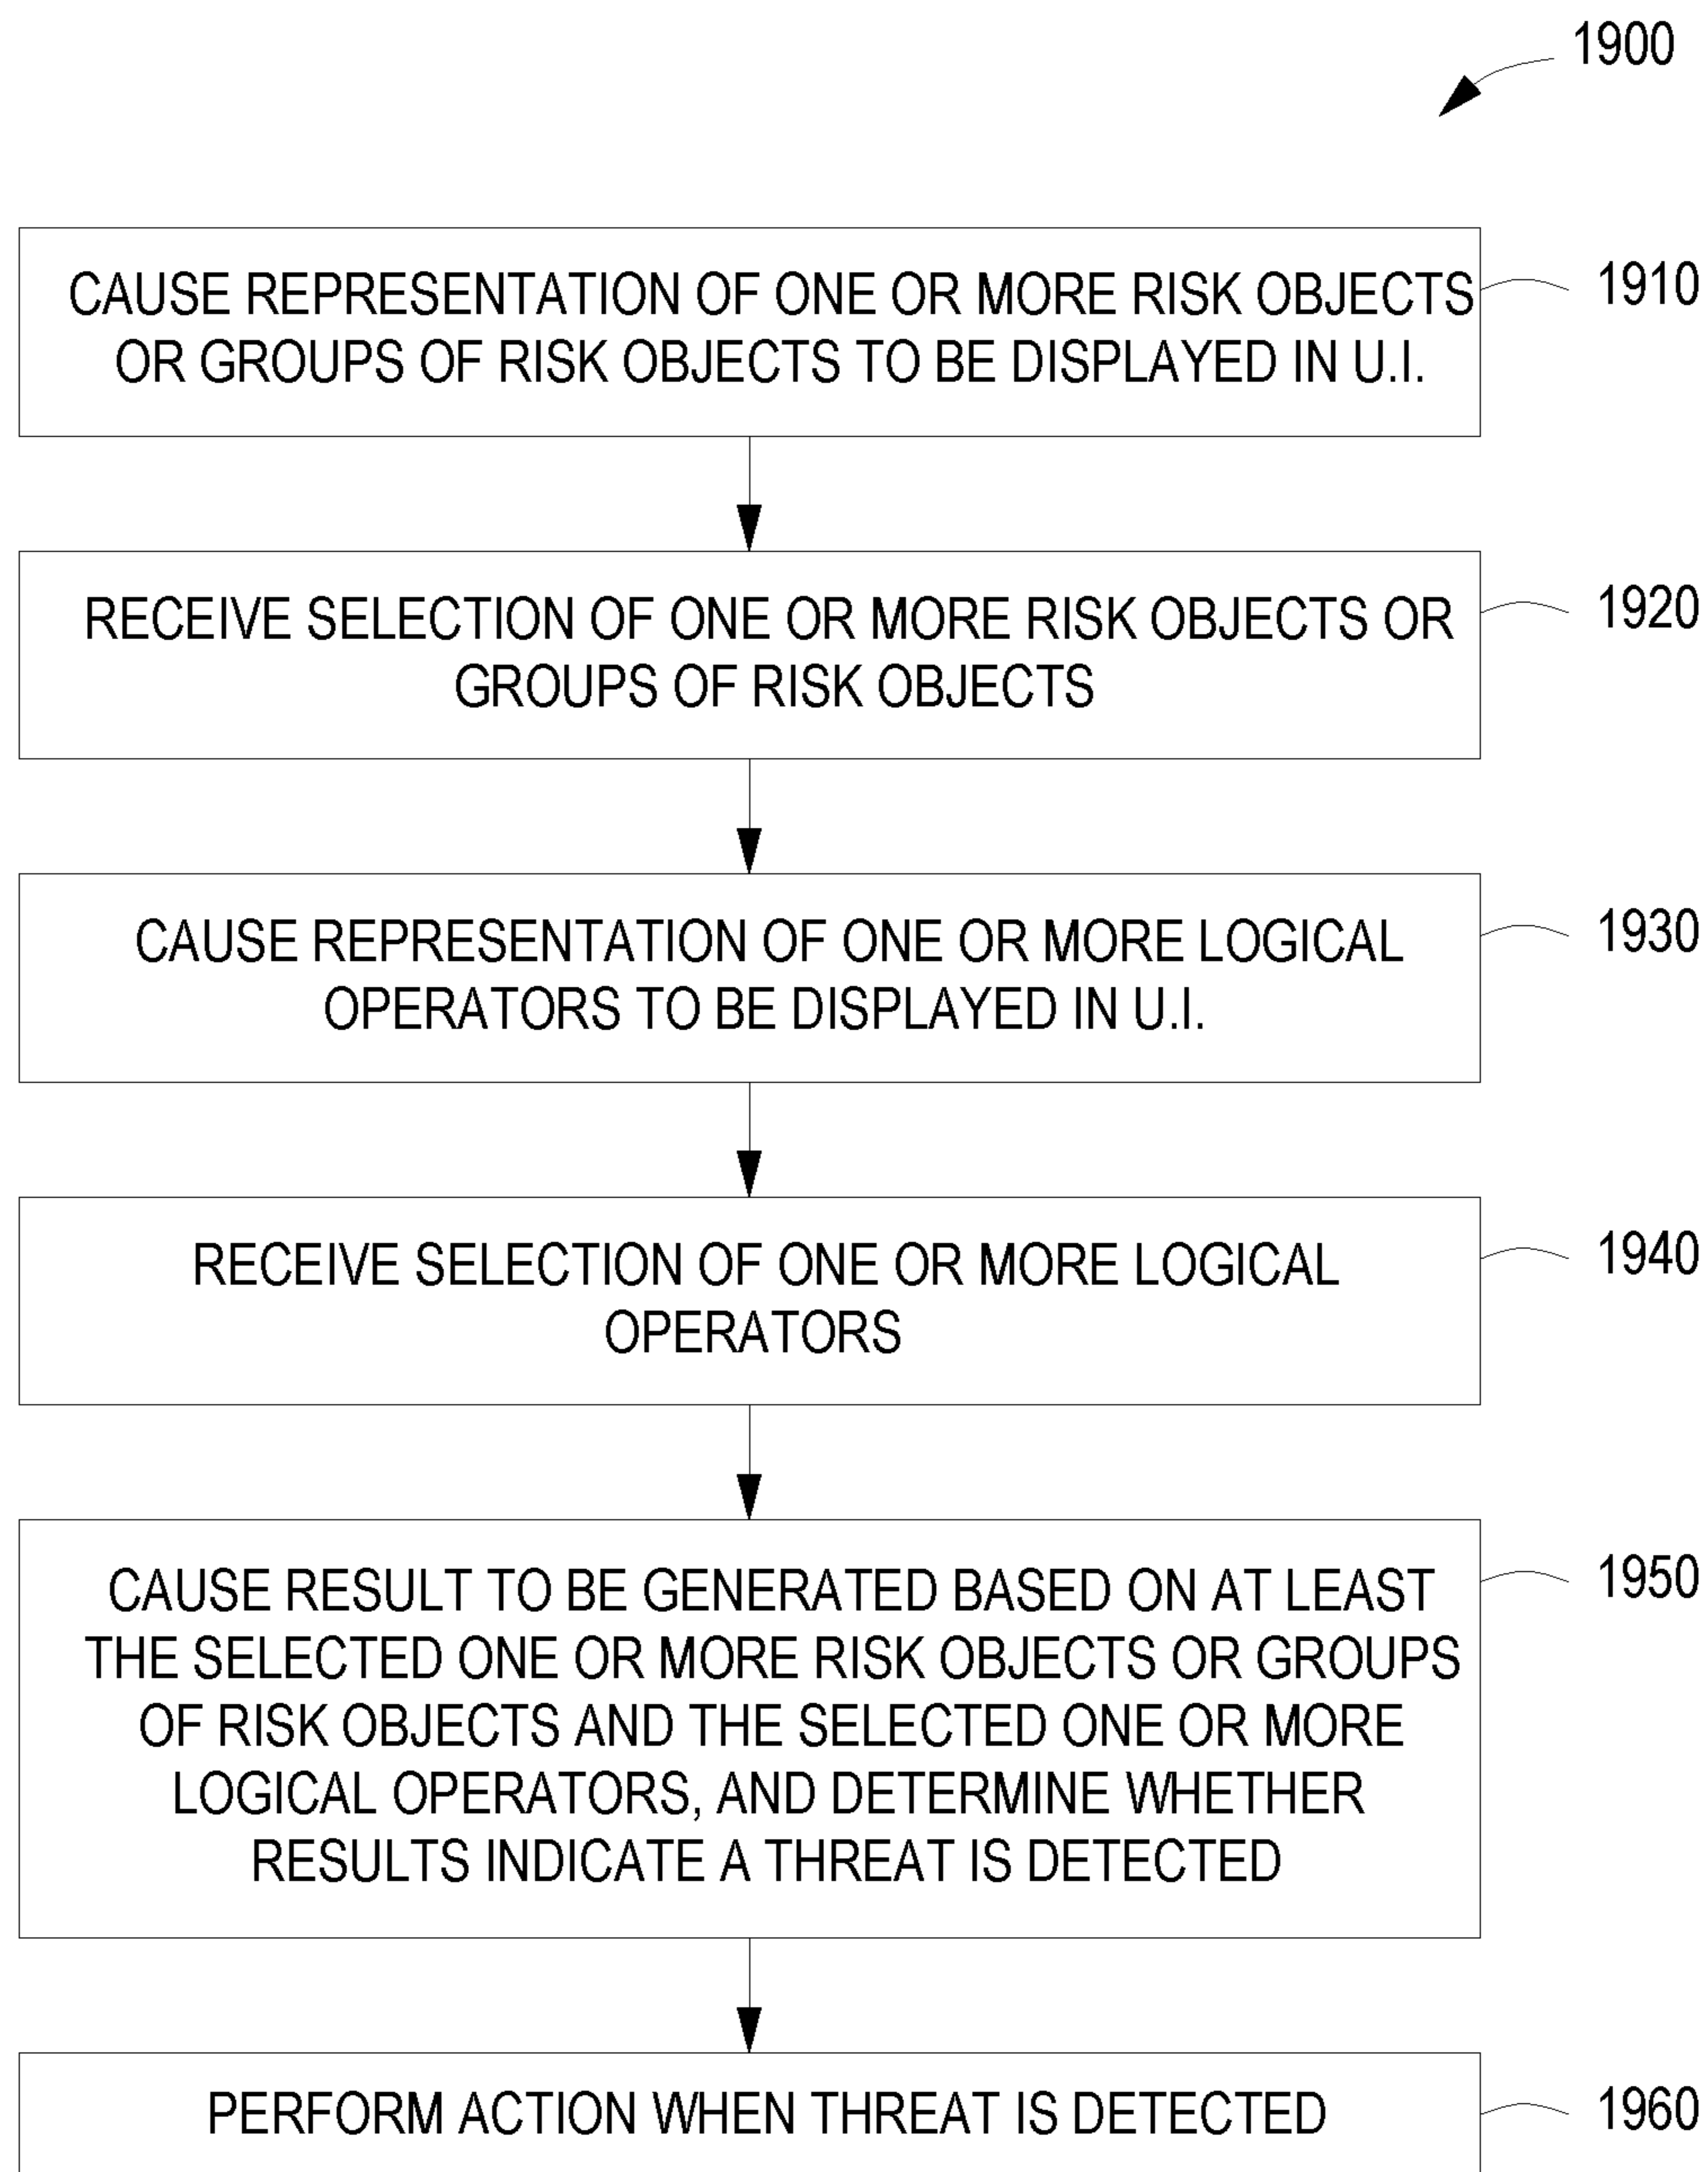 1900
CAUSE REPRESENTATION OF ONE OR MORE RISK OBJECTS
OR GROUPS OF RISK OBJECTS TO BE DISPLAYED IN U.I.
1910
RECEIVE SELECTION OF ONE OR MORE RISK OBJECTS OR
GROUPS OF RISK OBJECTS
1920
CAUSE REPRESENTATION OF ONE OR MORE LOGICAL
OPERATORS TO BE DISPLAYED IN U.I.
1930
RECEIVE SELECTION OF ONE OR MORE LOGICAL
OPERATORS
1940
CAUSE RESULT TO BE GENERATED BASED ON AT LEAST
THE SELECTED ONE OR MORE RISK OBJECTS OR GROUPS
OF RISK OBJECTS AND THE SELECTED ONE OR MORE
LOGICAL OPERATORS, AND DETERMINE WHETHER
RESULTS INDICATE A THREAT IS DETECTED
1950
PERFORM ACTION WHEN THREAT IS DETECTED
1960